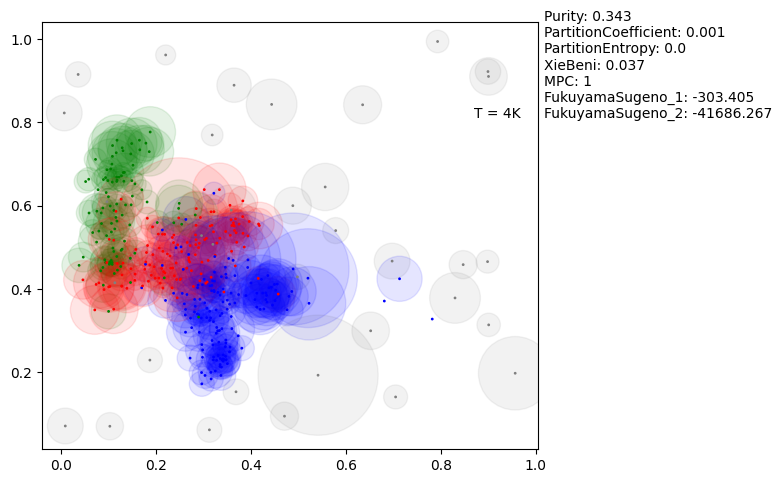 Purity: 0.343
PartitionCoefficient: 0.001
PartitionEntropy: 0.0
XieBeni: 0.037
MPC: 1
FukuyamaSugeno_1: -303.405
FukuyamaSugeno_2: -41686.267
T = 4K
1.0
0.8
0.6
0.4
0.2
0.0 0.2 0.4 0.6 0.8 1.0